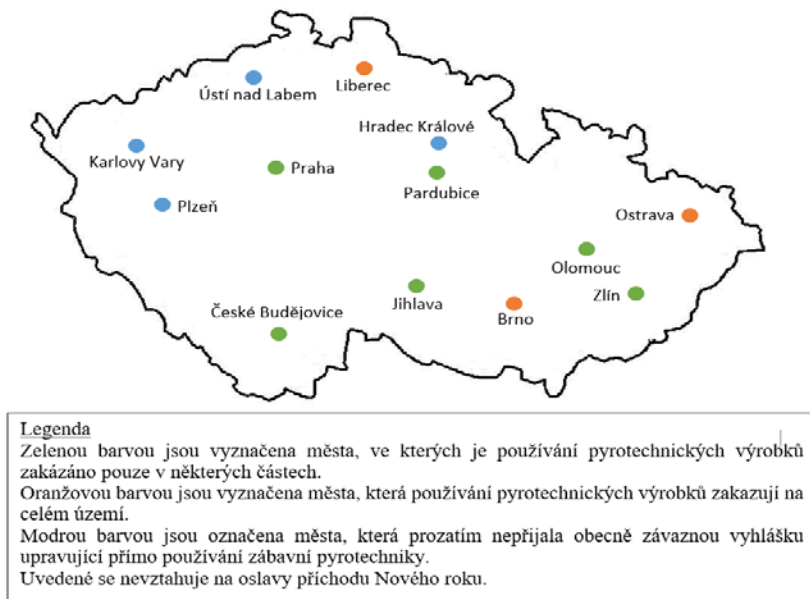 Ústí nad Labem
Liberec
Hradec Králové
Karlovy Vary
Praha
Pardubice
Plzeň
Ostrava
Olomouc
Zlín
České Budějovice
Jihlava
Brno
Legenda
Zelenou barvou jsou vyznačena města, ve kterých je používání pyrotechnických výrobků
zakázáno pouze v některých částech.
Oranžovou barvou jsou vyznačena města, která používání pyrotechnických výrobků zakazují na
celém území.
Modrou barvou jsou označena města, která prozatím nepřijala obecně závaznou vyhlášku
upravující přímo používání zábavní pyrotechniky.
Uvedené se nevztahuje na oslavy příchodu Nového roku.